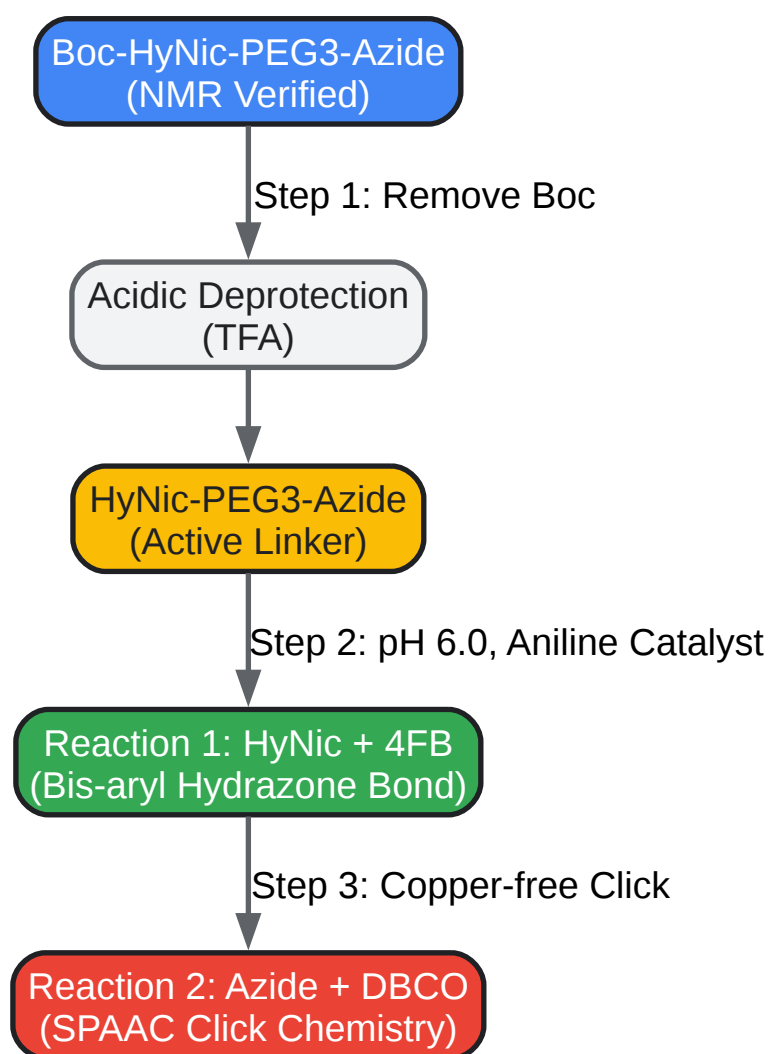 Boc-HyNic-PEG3-Azide
(NMR Verified)
Step 1: Remove Boc
Acidic Deprotection
(TFA)
HyNic-PEG3-Azide
(Active Linker)
Step 2: pH 6.0, Aniline Catalyst
Reaction 1: HyNic + 4FB
(Bis-aryl Hydrazone Bond)
Step 3: Copper-free Click
Reaction 2: Azide + DBCO
(SPAAC Click Chemistry)